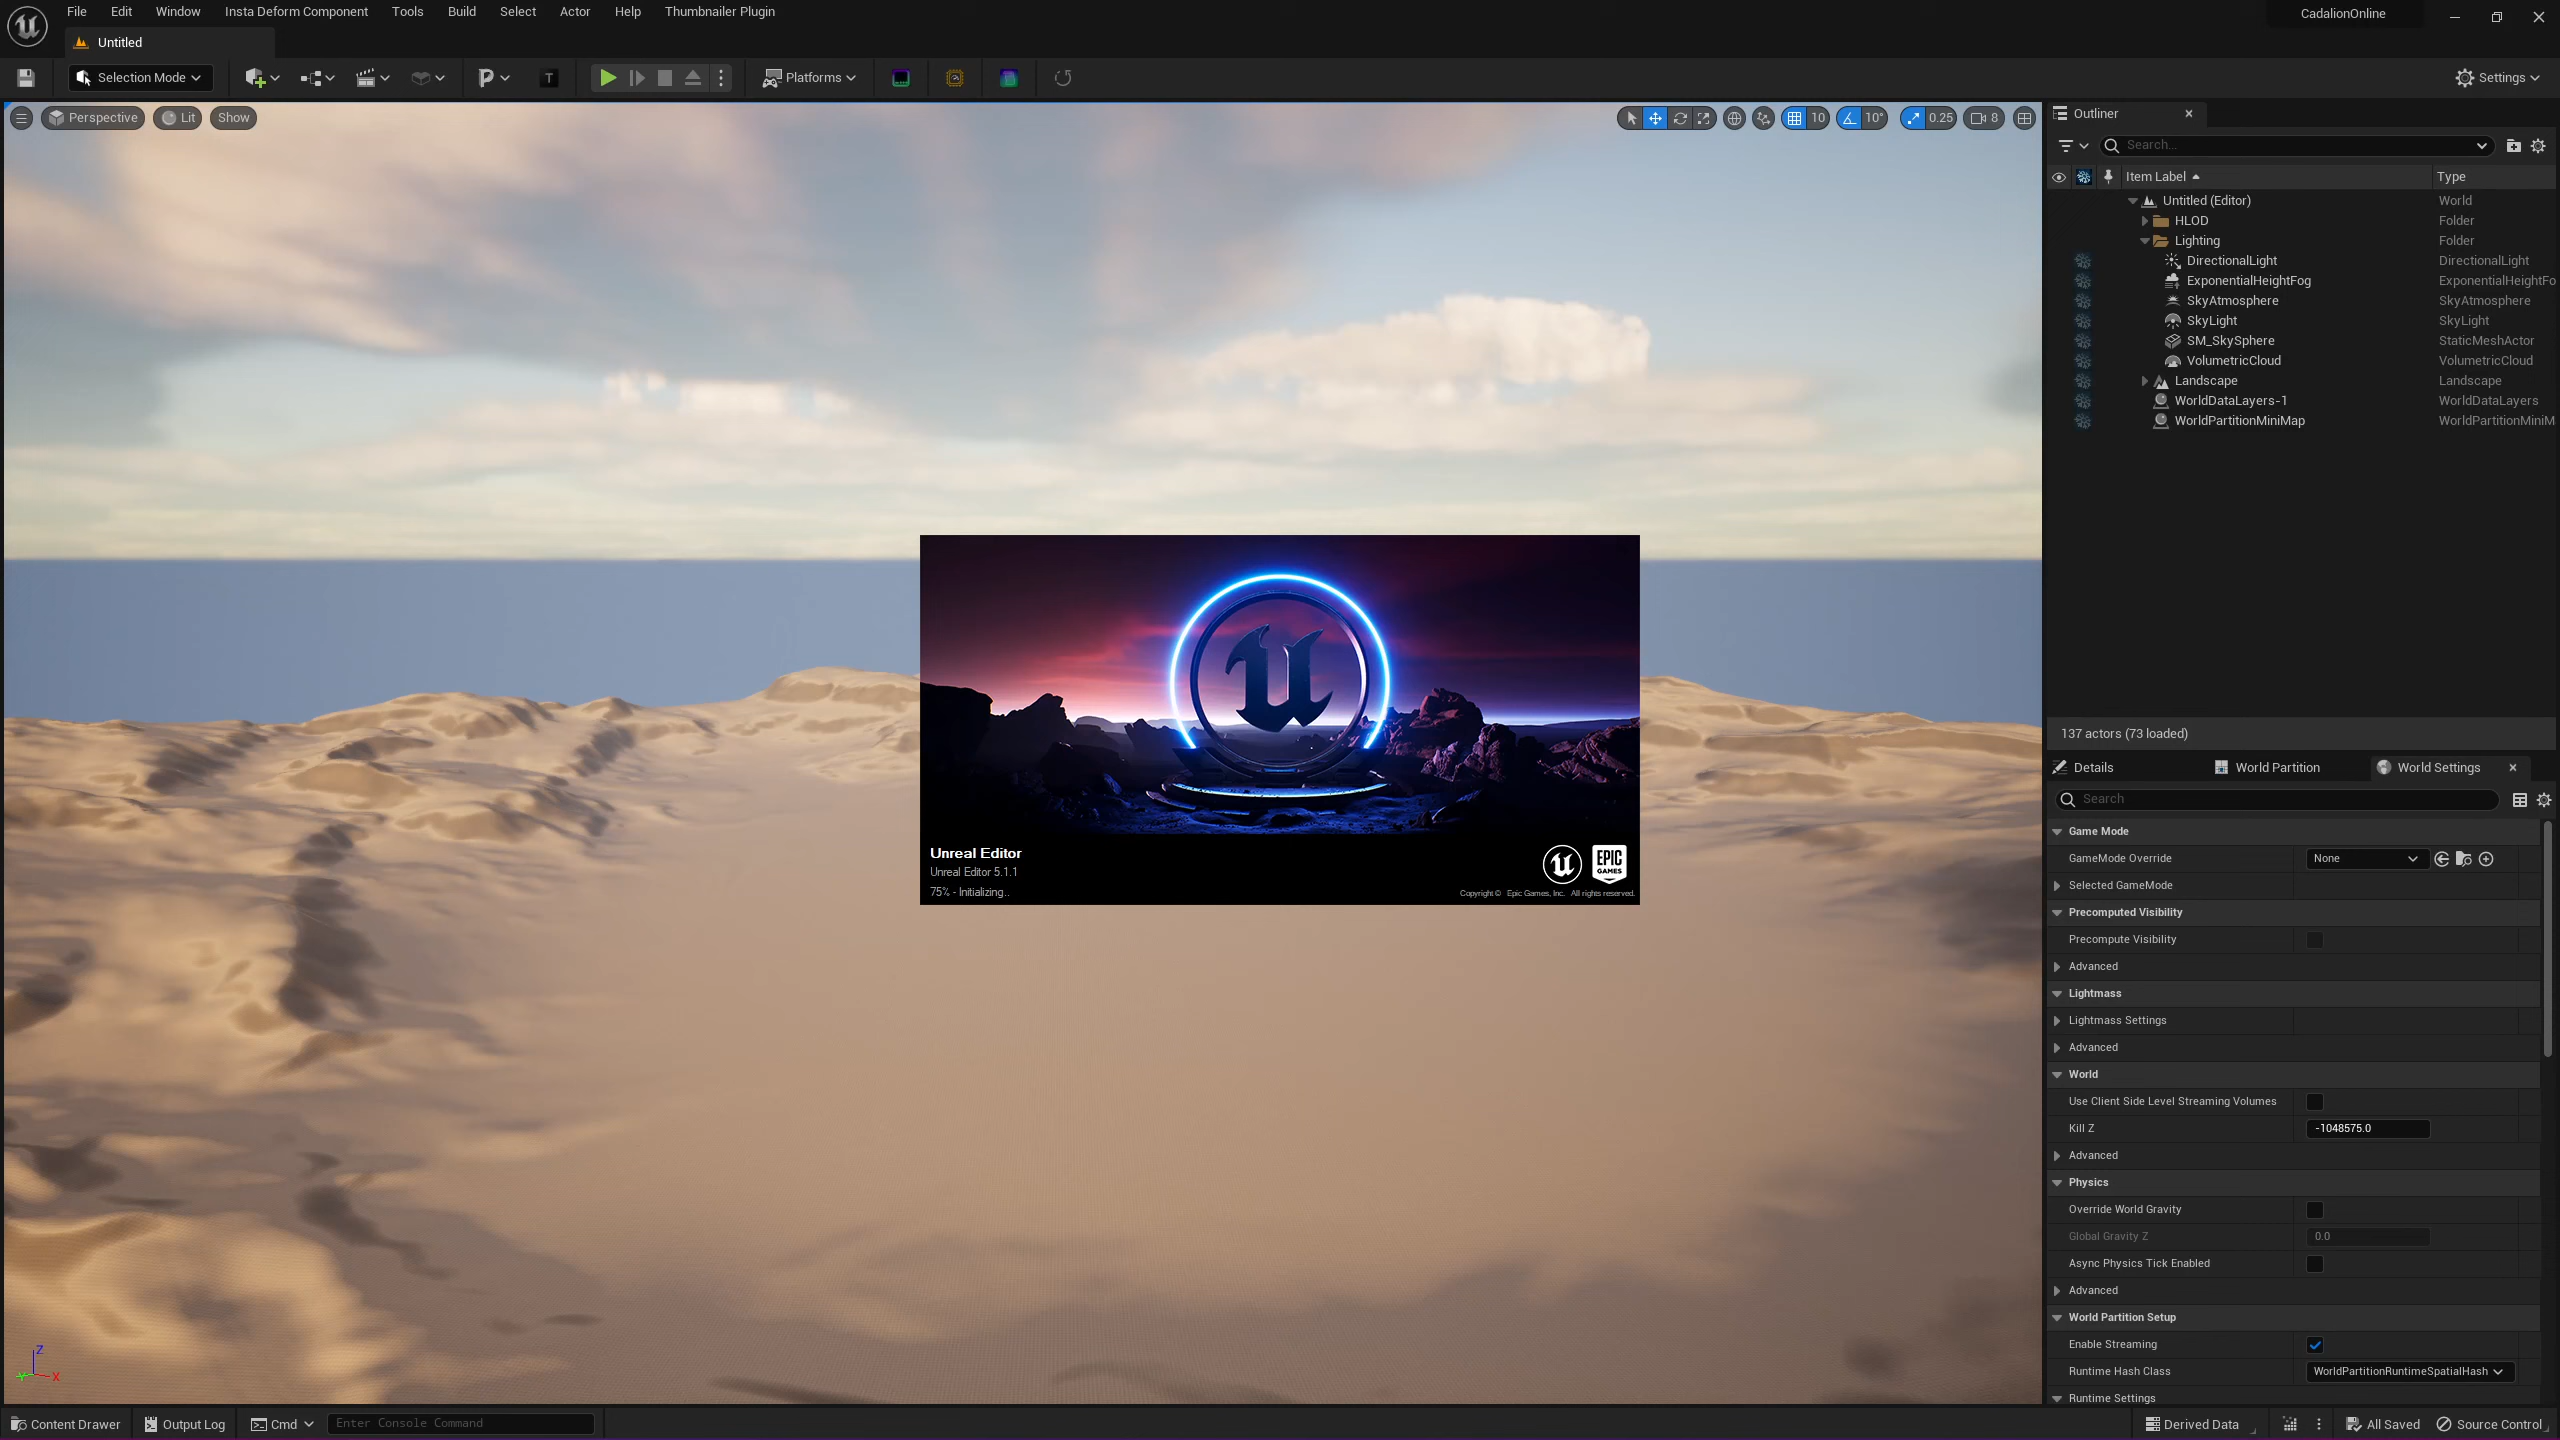 File Edit Window Insta Deform Component Tools Build Select Actor Help Thumbnailer Plugin
CadalionOnline
Untitled
Selection Mode
Platforms
Settings
Perspective Lit Show
10 10° 0.25 8
Outliner
Search...
Item Label Type
Untitled (Editor) World
HLOD Folder
Lighting Folder
DirectionalLight DirectionalLight
ExponentialHeightFog ExponentialHeightFo
SkyAtmosphere SkyAtmosphere
SkyLight SkyLight
SM_SkySphere StaticMeshActor
VolumetricCloud VolumetricCloud
Landscape Landscape
WorldDataLayers-1 WorldDataLayers
WorldPartitionMiniMap WorldPartitionMiniM
137 actors (73 loaded)
Details World Partition World Settings
Search
Game Mode
GameMode Override None
Selected GameMode
Precomputed Visibility
Precompute Visibility
Advanced
Lightmass
Lightmass Settings
Advanced
World
Use Client Side Level Streaming Volumes
Kill Z -1048575.0
Advanced
Physics
Override World Gravity
Global Gravity Z 0.0
Async Physics Tick Enabled
Advanced
World Partition Setup
Enable Streaming
Runtime Hash Class WorldPartitionRuntimeSpatialHash
Runtime Settings
Unreal Editor
Unreal Editor 5.1.1
75% - Initializing..
EPIC
GAMES
Copyright © Epic Games, Inc. All rights reserved.
Z
Y X
Content Drawer Output Log Cmd Enter Console Command
Derived Data All Saved Source Control